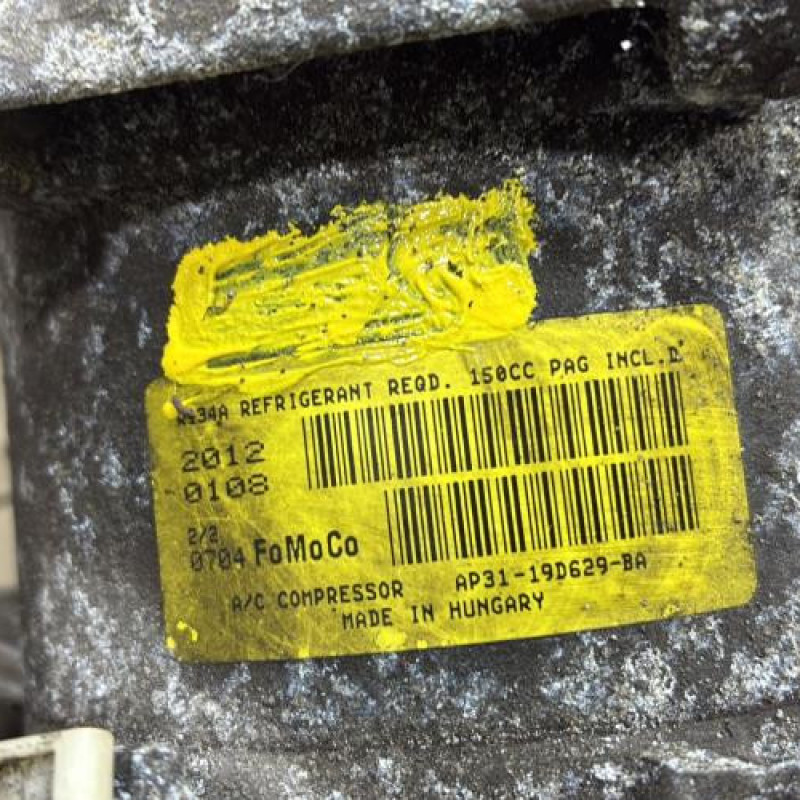 R134A REFRIGERANT REQD. 150CC PAG INCL.D
2012
0108
2/2
0704 FoMoCo
A/C COMPRESSOR AP31-19D629-BA
MADE IN HUNGARY